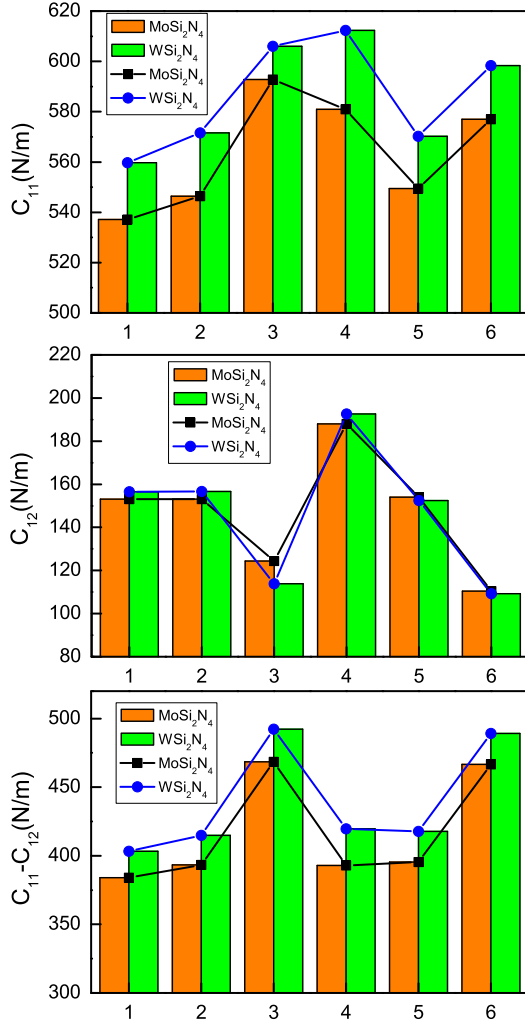 C₁₁(N/m)
620
600
580
560
540
520
500
MoSi₂N₄
WSi₂N₄
MoSi₂N₄
WSi₂N₄
1 2 3 4 5 6
C₁₂(N/m)
220
200
180
160
140
120
100
80
MoSi₂N₄
WSi₂N₄
MoSi₂N₄
WSi₂N₄
1 2 3 4 5 6
C₁₁-C₁₂(N/m)
500
450
400
350
300
MoSi₂N₄
WSi₂N₄
MoSi₂N₄
WSi₂N₄
1 2 3 4 5 6